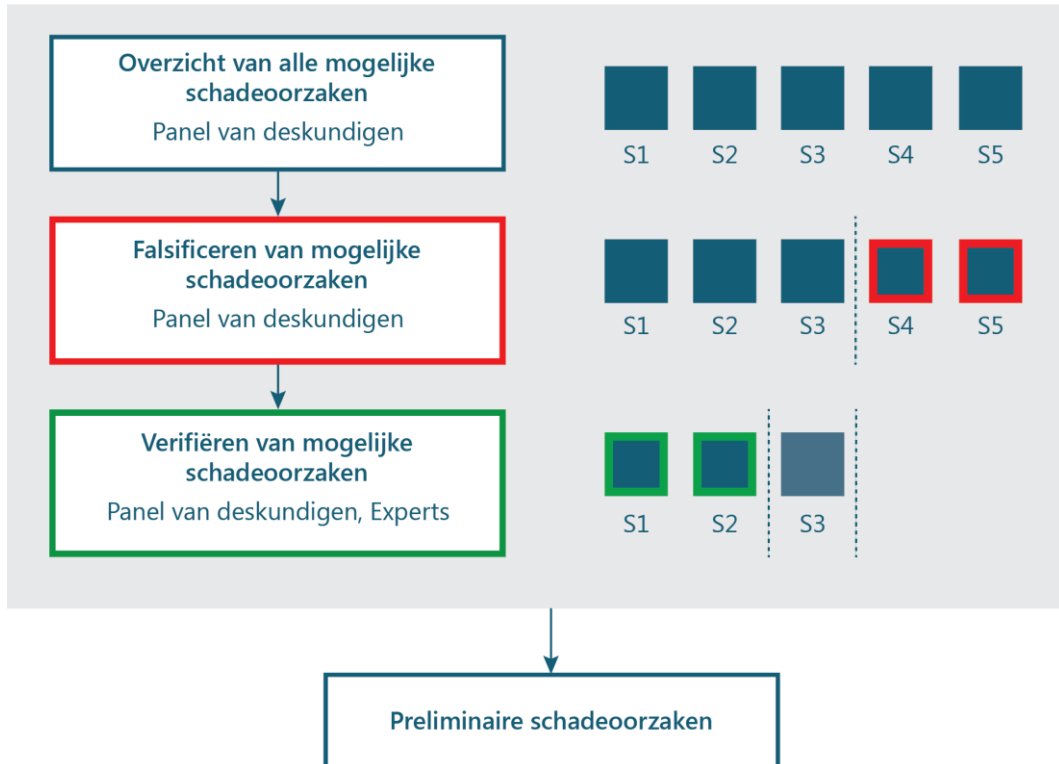 Overzicht van alle mogelijke
schadeoorzaken
Panel van deskundigen
S1 S2 S3 S4 S5
Falsificeren van mogelijke
schadeoorzaken
Panel van deskundigen
S1 S2 S3 S4 S5
Verifiëren van mogelijke
schadeoorzaken
Panel van deskundigen, Experts
S1 S2 S3
Preliminaire schadeoorzaken